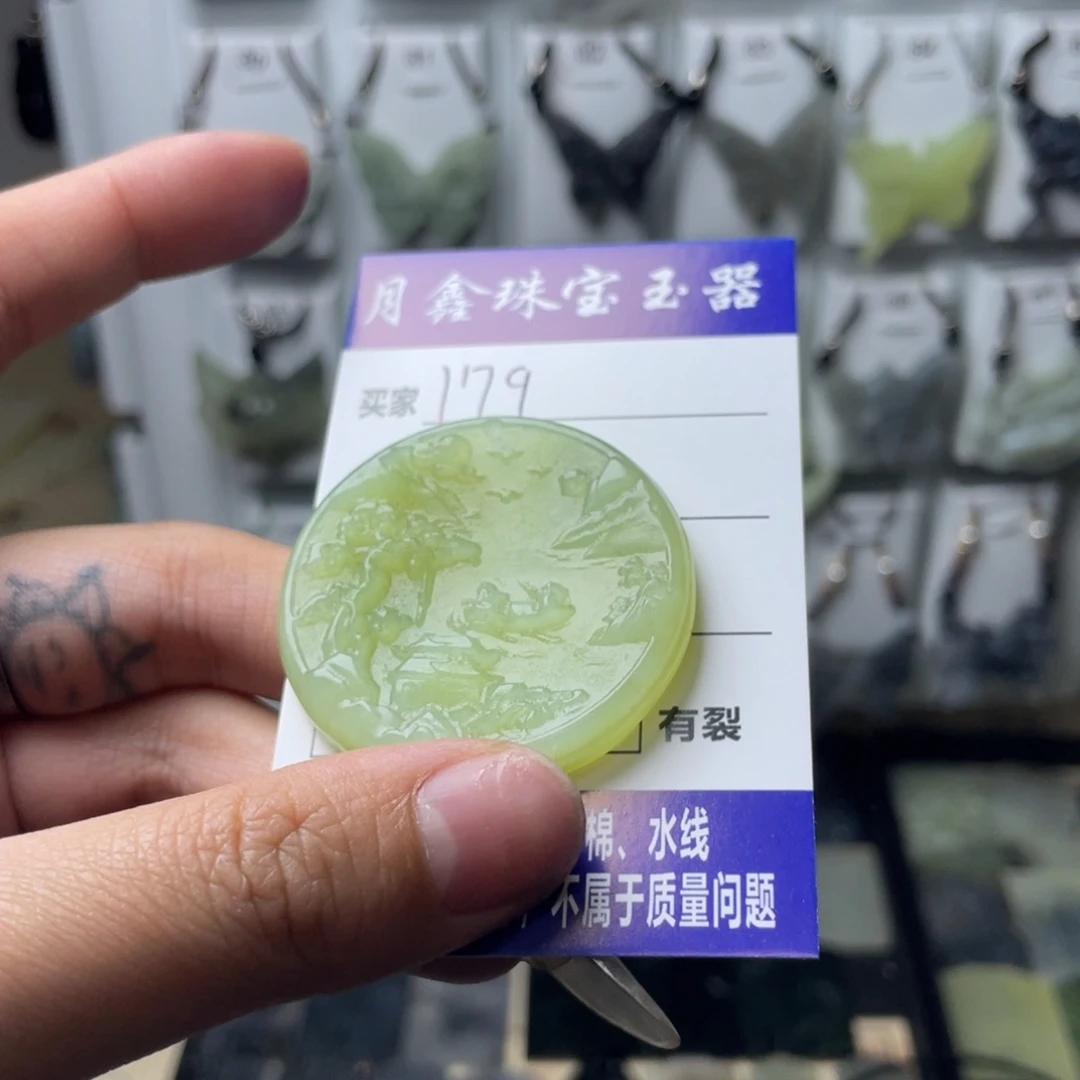 月鑫珠宝玉器
买家 179
有裂
棉、水线
不属于质量问题